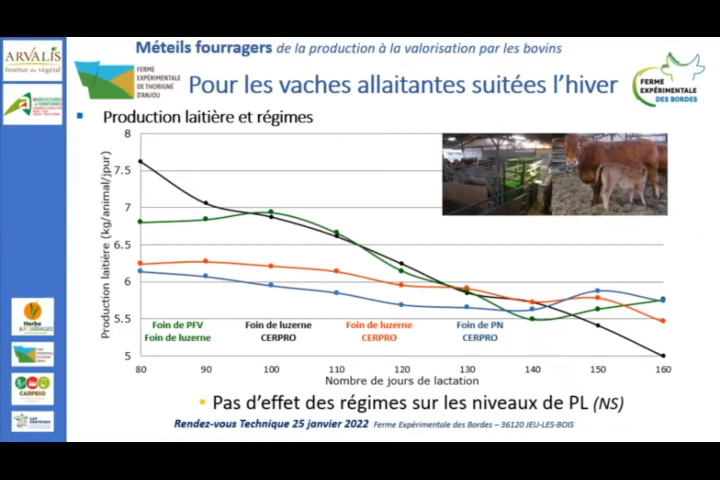 Méteils fourragers de la production à la valorisation par les bovins
ARVALIS
Institut du végétal
FERME
EXPÉRIMENTALE
DE THORIGNÉ
D'ANJOU
Pour les vaches allaitantes suitées l'hiver
FERME
EXPÉRIMENTALE
DES BORDES
AGRICULTURES
& TERRITOIRES
Production laitière et régimes
Production laitière (kg/animal/jpur)
8
7.5
7
6.5
6
5.5
5
Foin de PFV
Foin de luzerne
Foin de luzerne
CERPRO
Foin de luzerne
CERPRO
Foin de PN
CERPRO
80 90 100 110 120 130 140 150 160
Nombre de jours de lactation
Herbe
& FOURRAGES
CARPESO
Pas d'effet des régimes sur les niveaux de PL (NS)
Rendez-vous Technique 25 janvier 2022 Ferme Expérimentale des Bordes – 36120 JEU-LES-BOIS